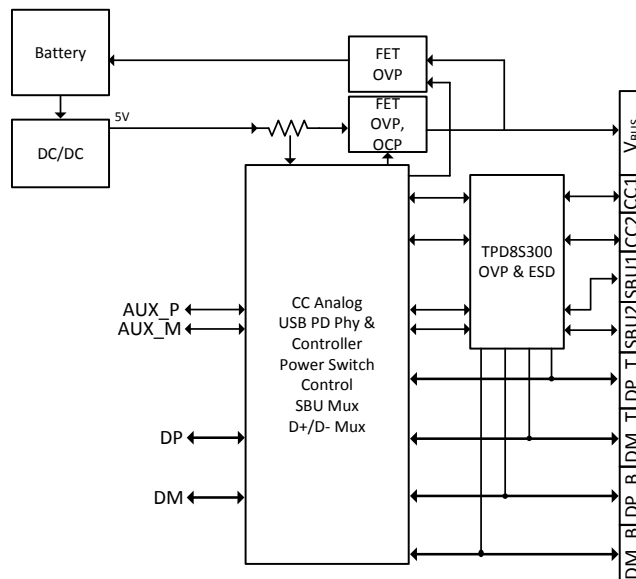 Battery
FET
OVP
5V
FET
OVP,
OCP
DC/DC
VBUS
CC1
CC2
SBU1
SBU2
DP_T
DM_T
DP_B
DM_B
TPD8S300
OVP & ESD
AUX_P
AUX_M
CC Analog
USB PD Phy &
Controller
Power Switch
Control
SBU Mux
D+/D- Mux
DP
DM